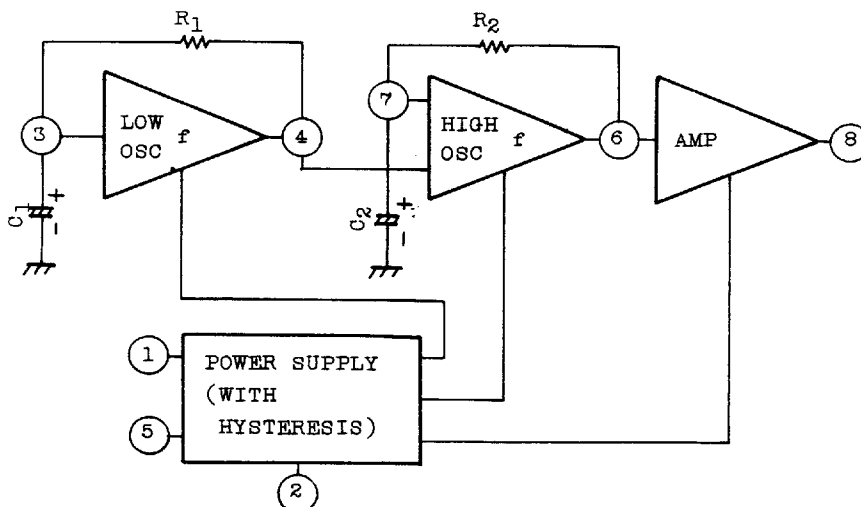 R1
R2
3
LOW
OSC f
4
7
HIGH
OSC f
6
AMP
8
C1
+
-
C2
+
-
1
POWER SUPPLY
(WITH
HYSTERESIS)
5
2